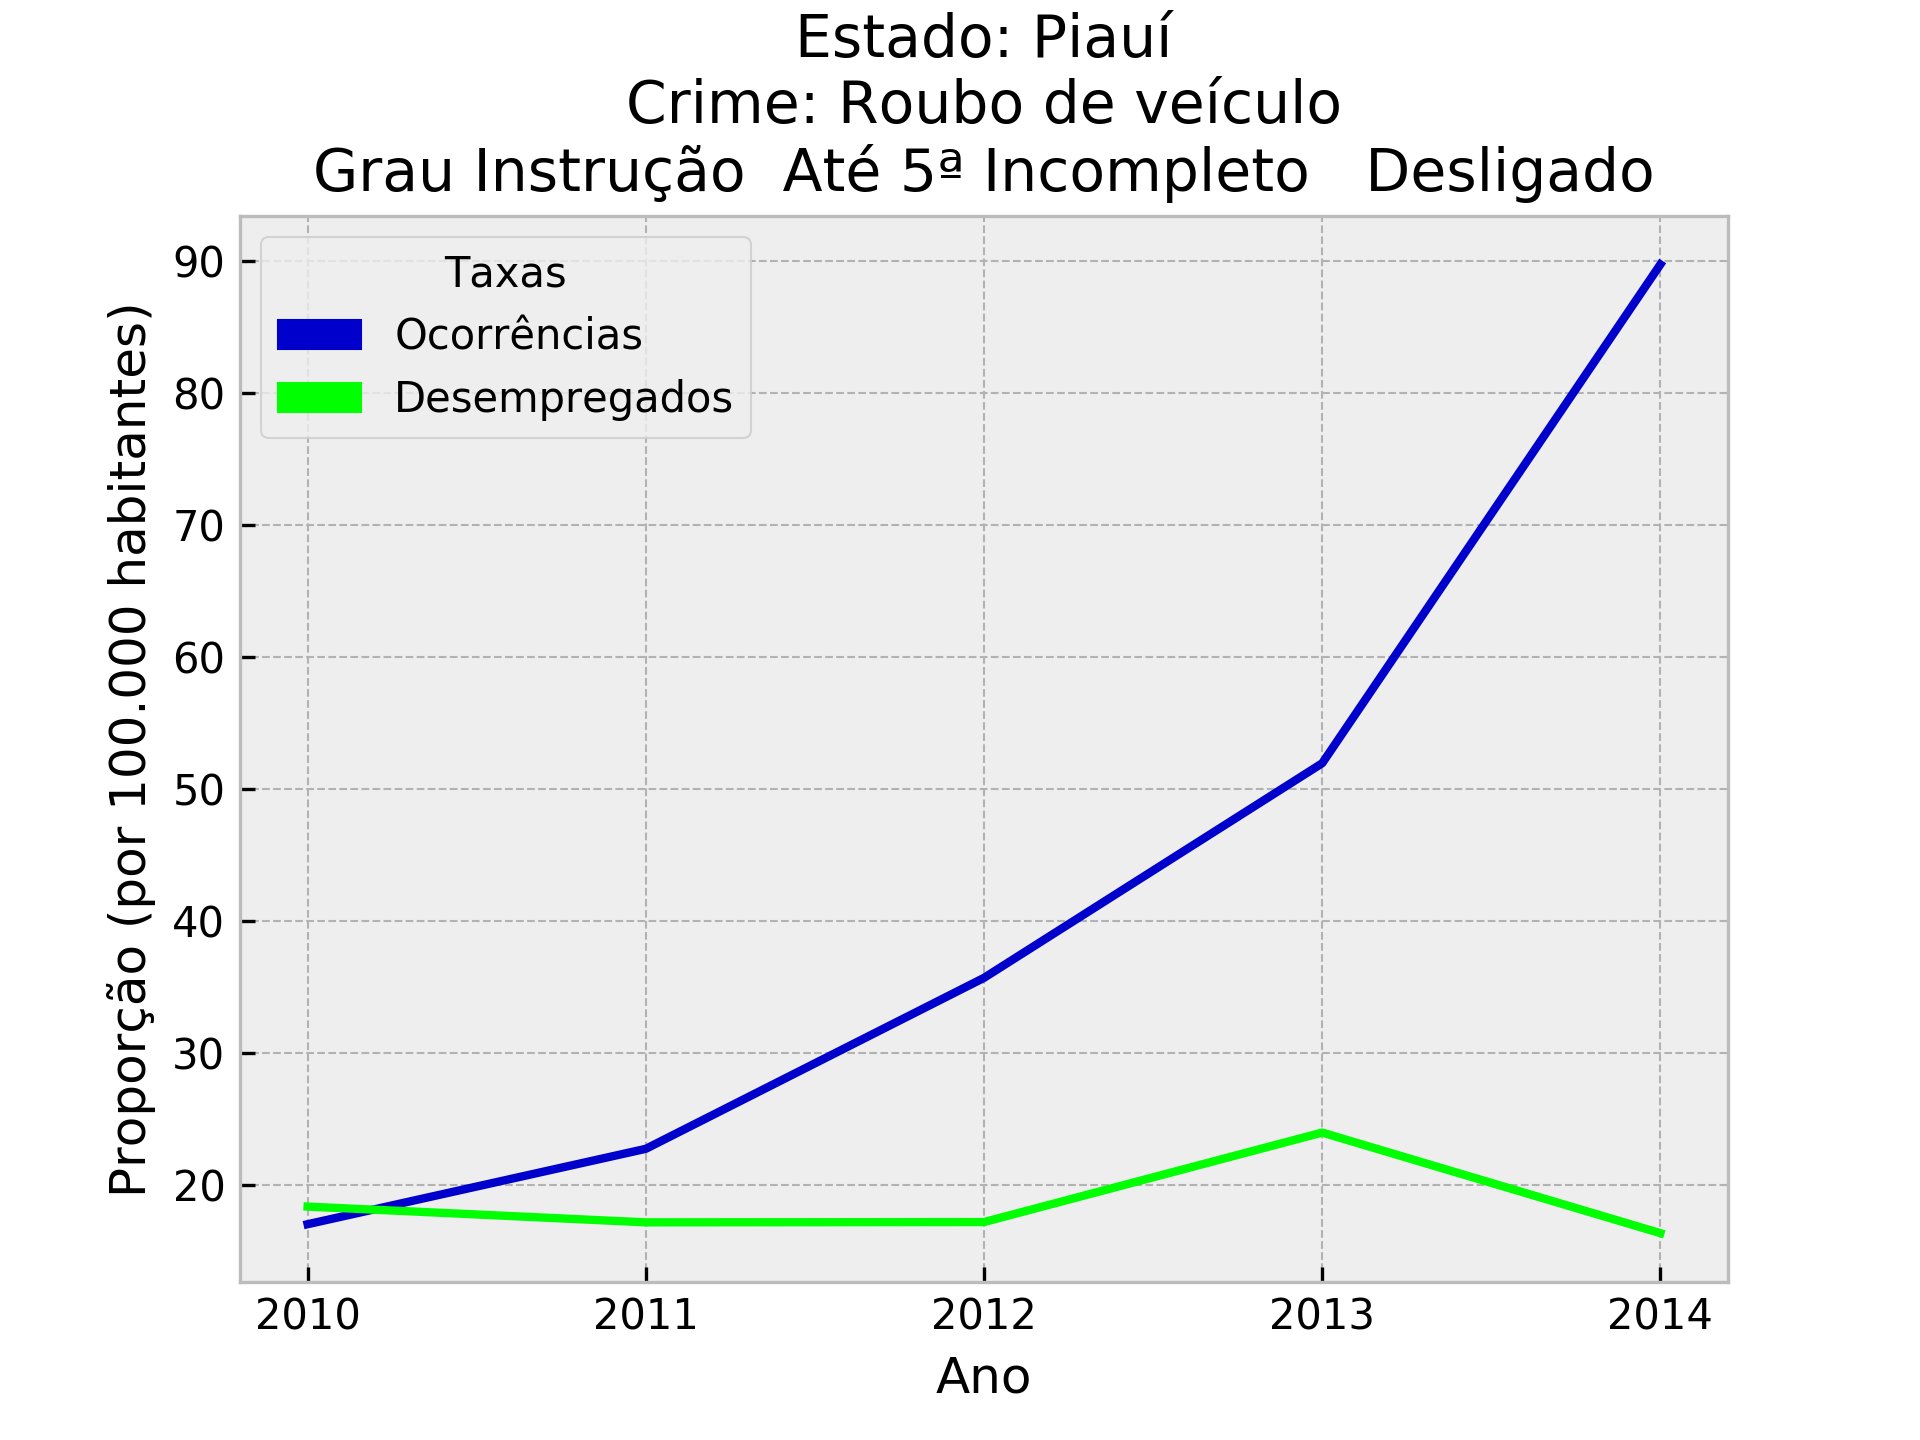 Estado: Piauí
Crime: Roubo de veículo
Grau Instrução  Até 5ª Incompleto   Desligado
Taxas
Ocorrências
Desempregados
Proporção (por 100.000 habitantes)
90
80
70
60
50
40
30
20
2010 2011 2012 2013 2014
Ano